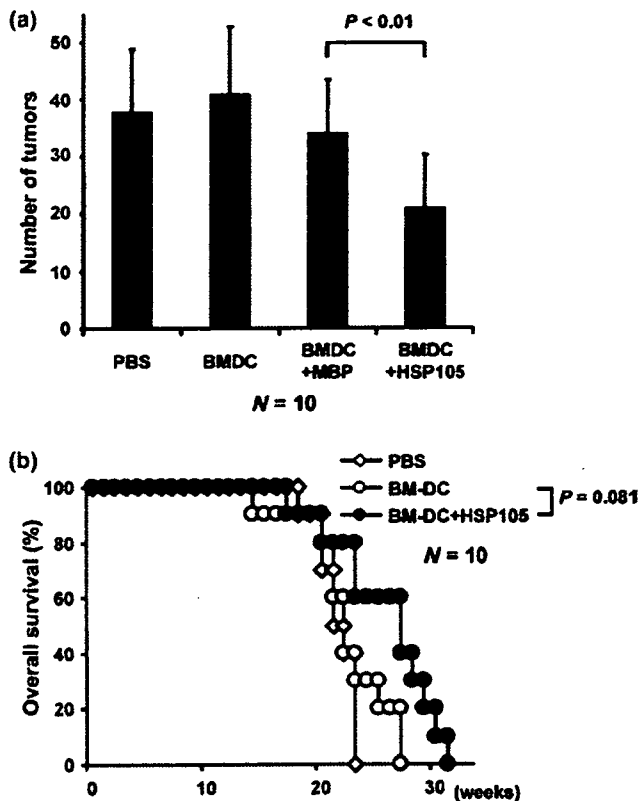 (a)
P < 0.01
Number of tumors
50
40
30
20
10
0
PBS
BMDC
BMDC
+MBP
BMDC
+HSP105
N = 10
(b)
PBS
BM-DC
BM-DC+HSP105
P = 0.081
N = 10
Overall survival (%)
100
80
60
40
20
0
0 10 20 30 (weeks)